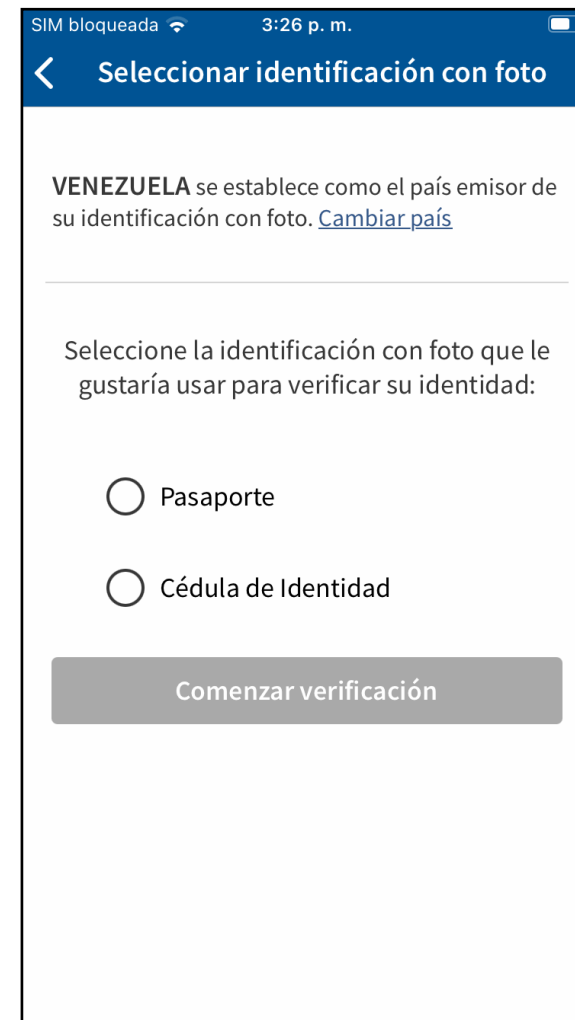 SIM bloqueada 3:26 p. m.
Seleccionar identificación con foto
VENEZUELA se establece como el país emisor de
su identificación con foto. Cambiar país
Seleccione la identificación con foto que le
gustaría usar para verificar su identidad:
Pasaporte
Cédula de Identidad
Comenzar verificación